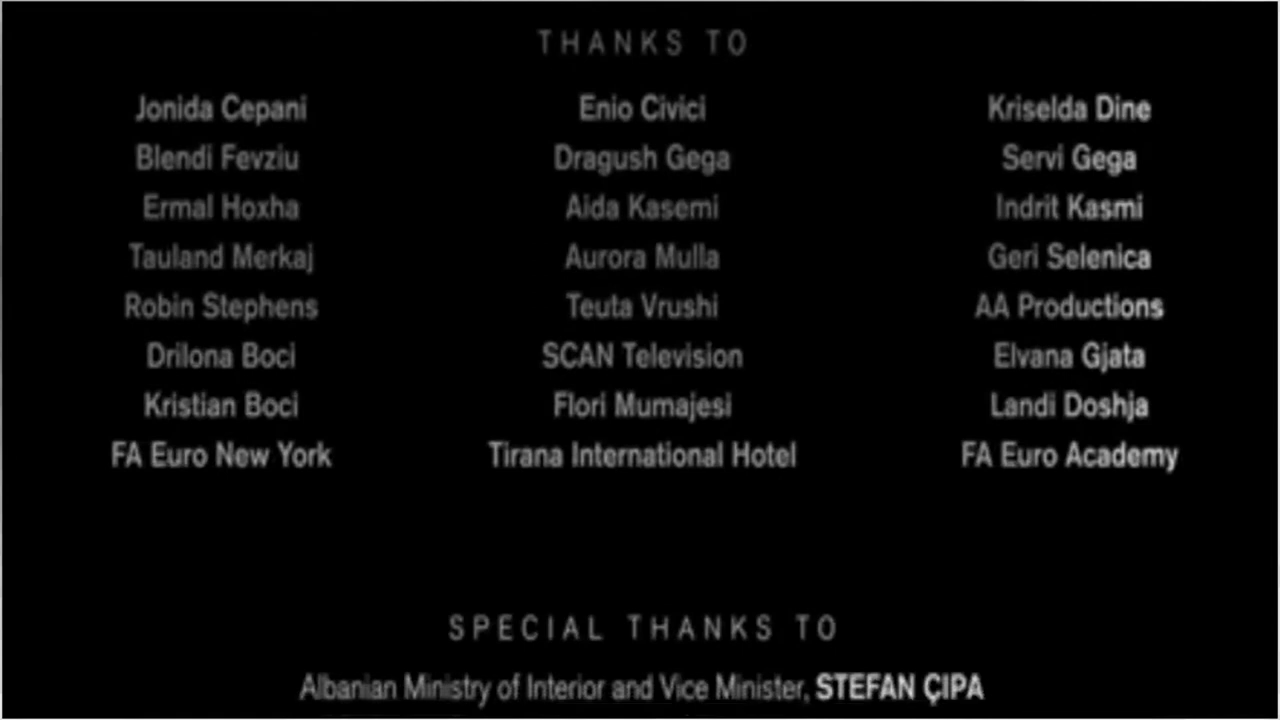 THANKS TO
Jonida Cepani Enio Civici Kriselda Dine
Blendi Fevziu Dragush Gega Servi Gega
Ermal Hoxha Aida Kasemi Indrit Kasmi
Tauland Merkaj Aurora Mulla Geri Selenica
Robin Stephens Teuta Vrushi AA Productions
Drilona Boci SCAN Television Elvana Gjata
Kristian Boci Flori Mumajesi Landi Doshja
FA Euro New York Tirana International Hotel FA Euro Academy
SPECIAL THANKS TO
Albanian Ministry of Interior and Vice Minister, STEFAN ÇIPA